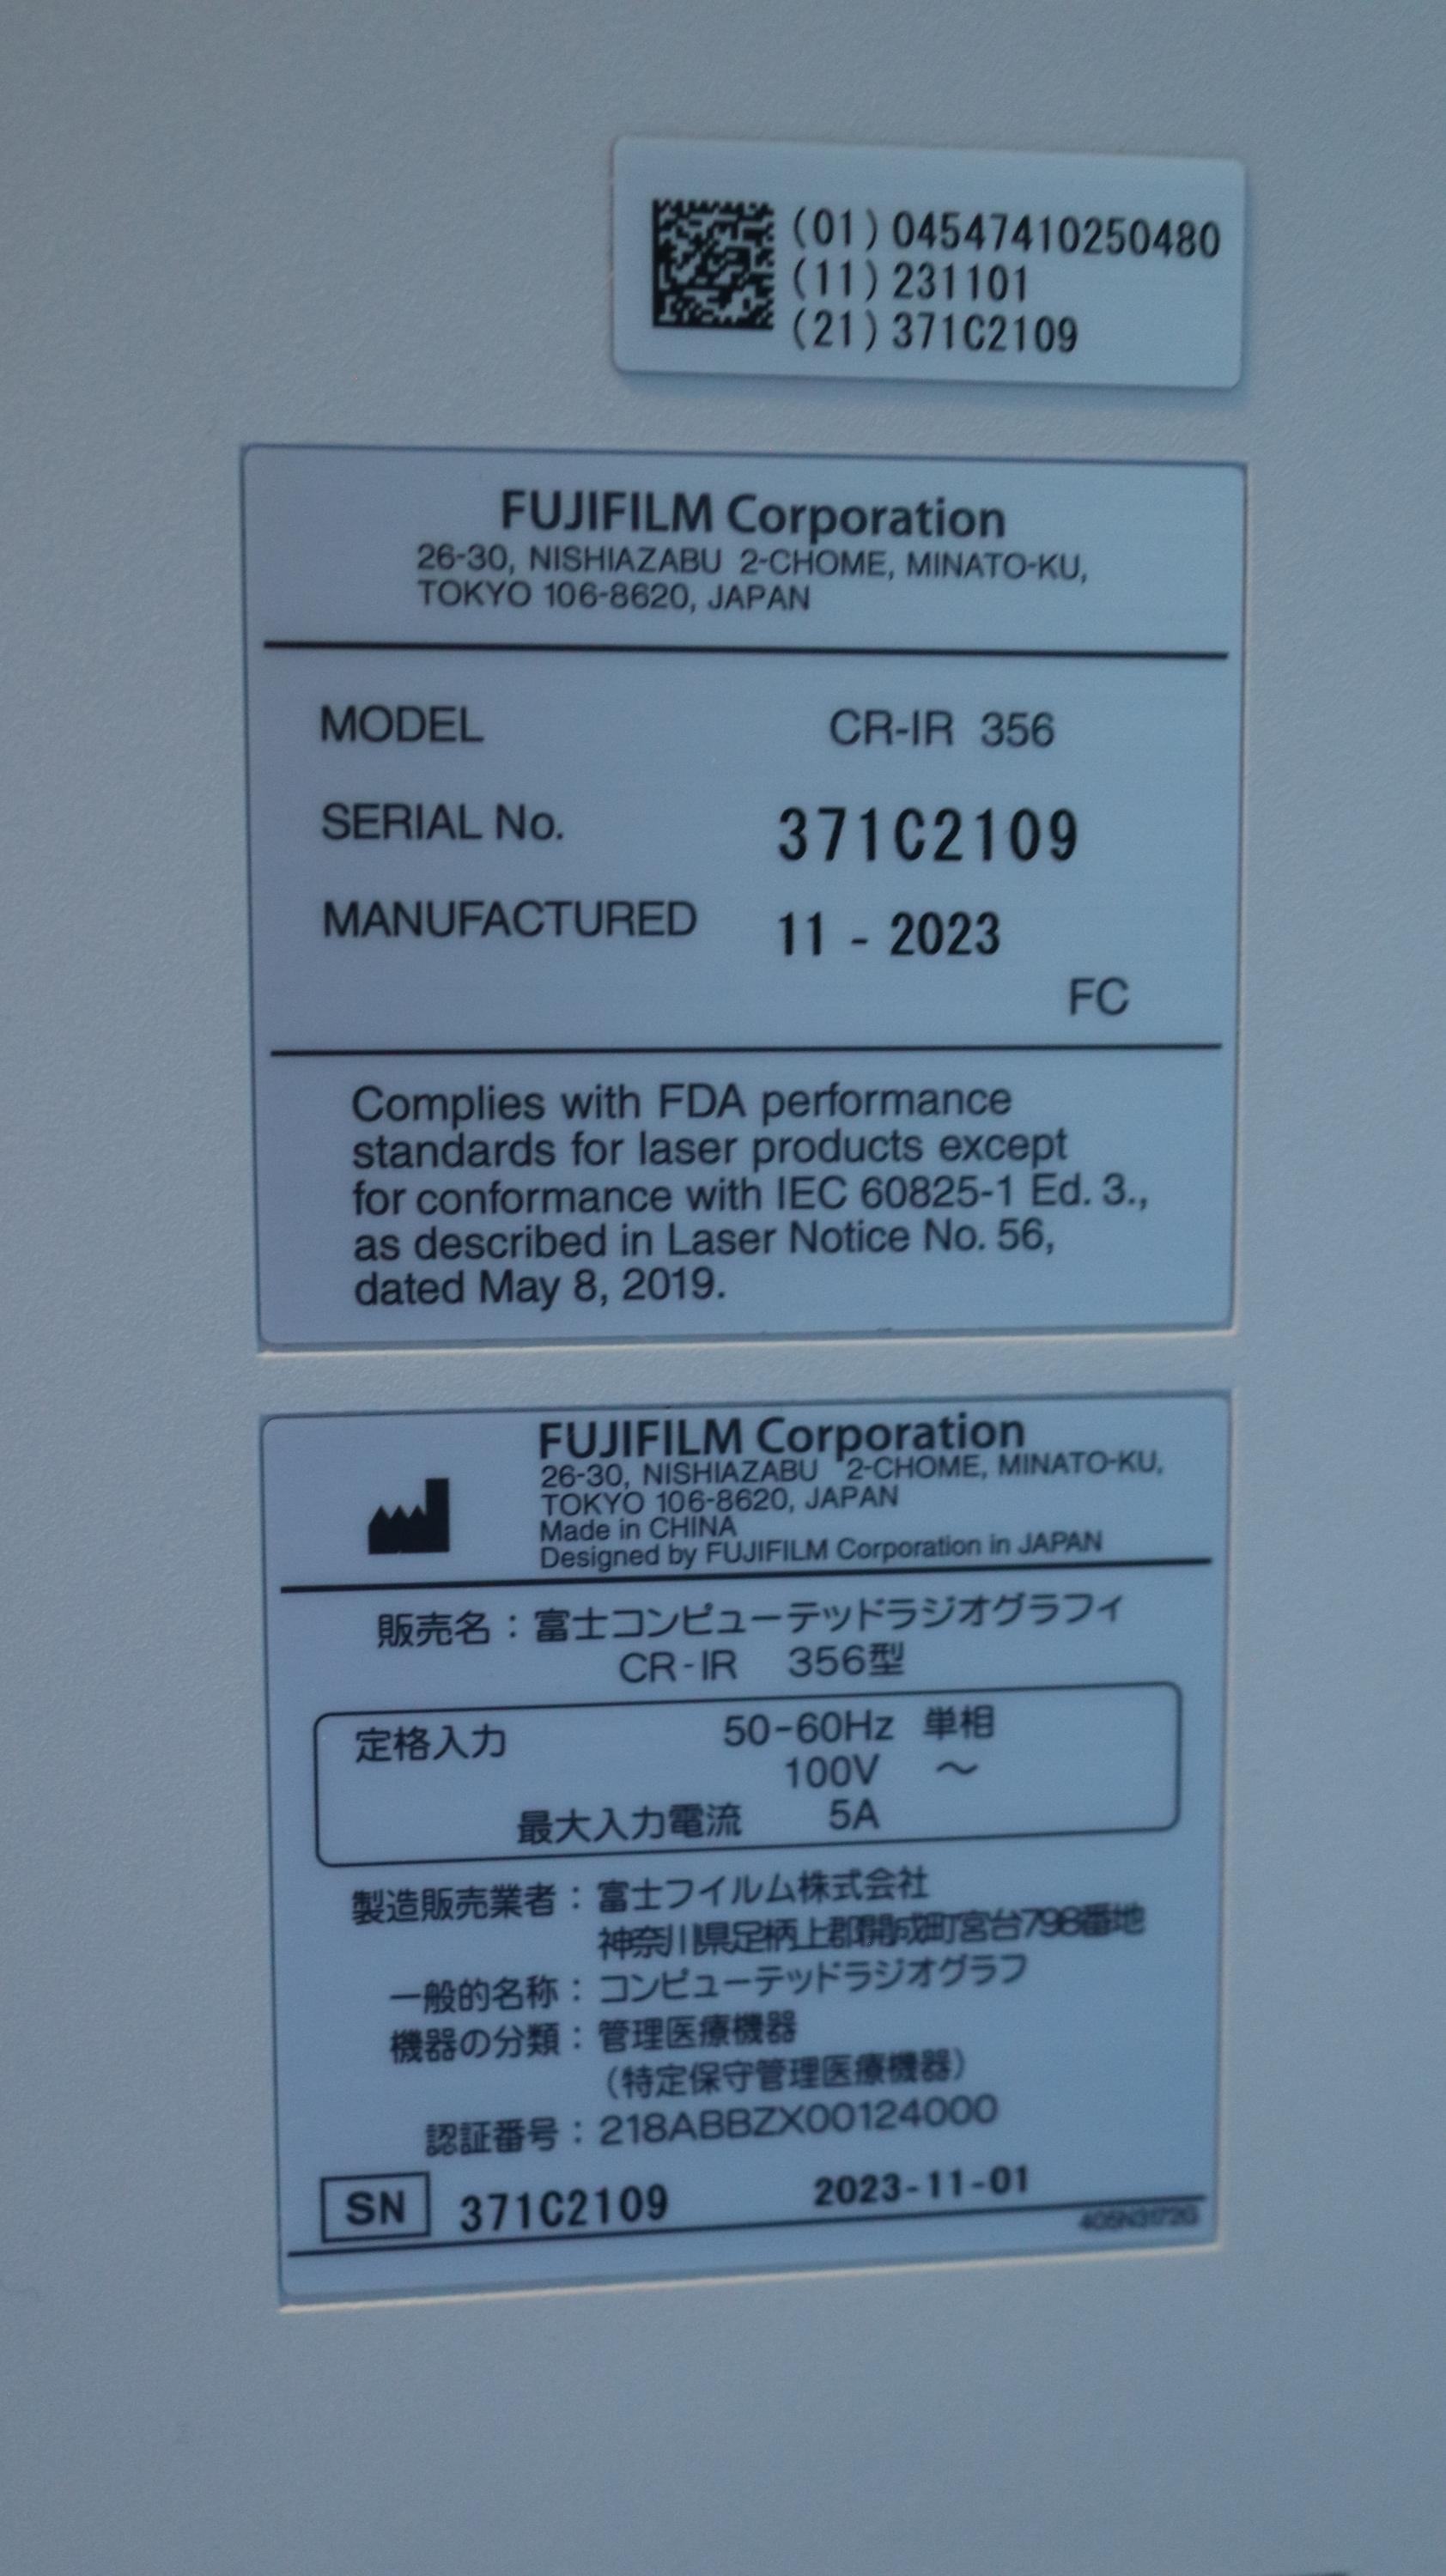 (01)04547410250480
(11)231101
(21)371C2109
FUJIFILM Corporation
26-30, NISHIAZABU 2-CHOME, MINATO-KU,
TOKYO 106-8620, JAPAN
MODEL CR-IR 356
SERIAL No. 371C2109
MANUFACTURED 11 - 2023
FC
Complies with FDA performance
standards for laser products except
for conformance with IEC 60825-1 Ed. 3.,
as described in Laser Notice No. 56,
dated May 8, 2019.
FUJIFILM Corporation
26-30, NISHIAZABU 2-CHOME, MINATO-KU,
TOKYO 106-8620, JAPAN
Made in CHINA
Designed by FUJIFILM Corporation in JAPAN
販売名：富士コンピューテッドラジオグラフィ
CR-IR 356型
定格入力 50-60Hz 単相
100V ～
最大入力電流 5A
製造販売業者：富士フイルム株式会社
神奈川県足柄上郡開成町宮台798番地
一般的名称：コンピューテッドラジオグラフ
機器の分類：管理医療機器
（特定保守管理医療機器）
認証番号：218ABBZX00124000
SN 371C2109 2023-11-01